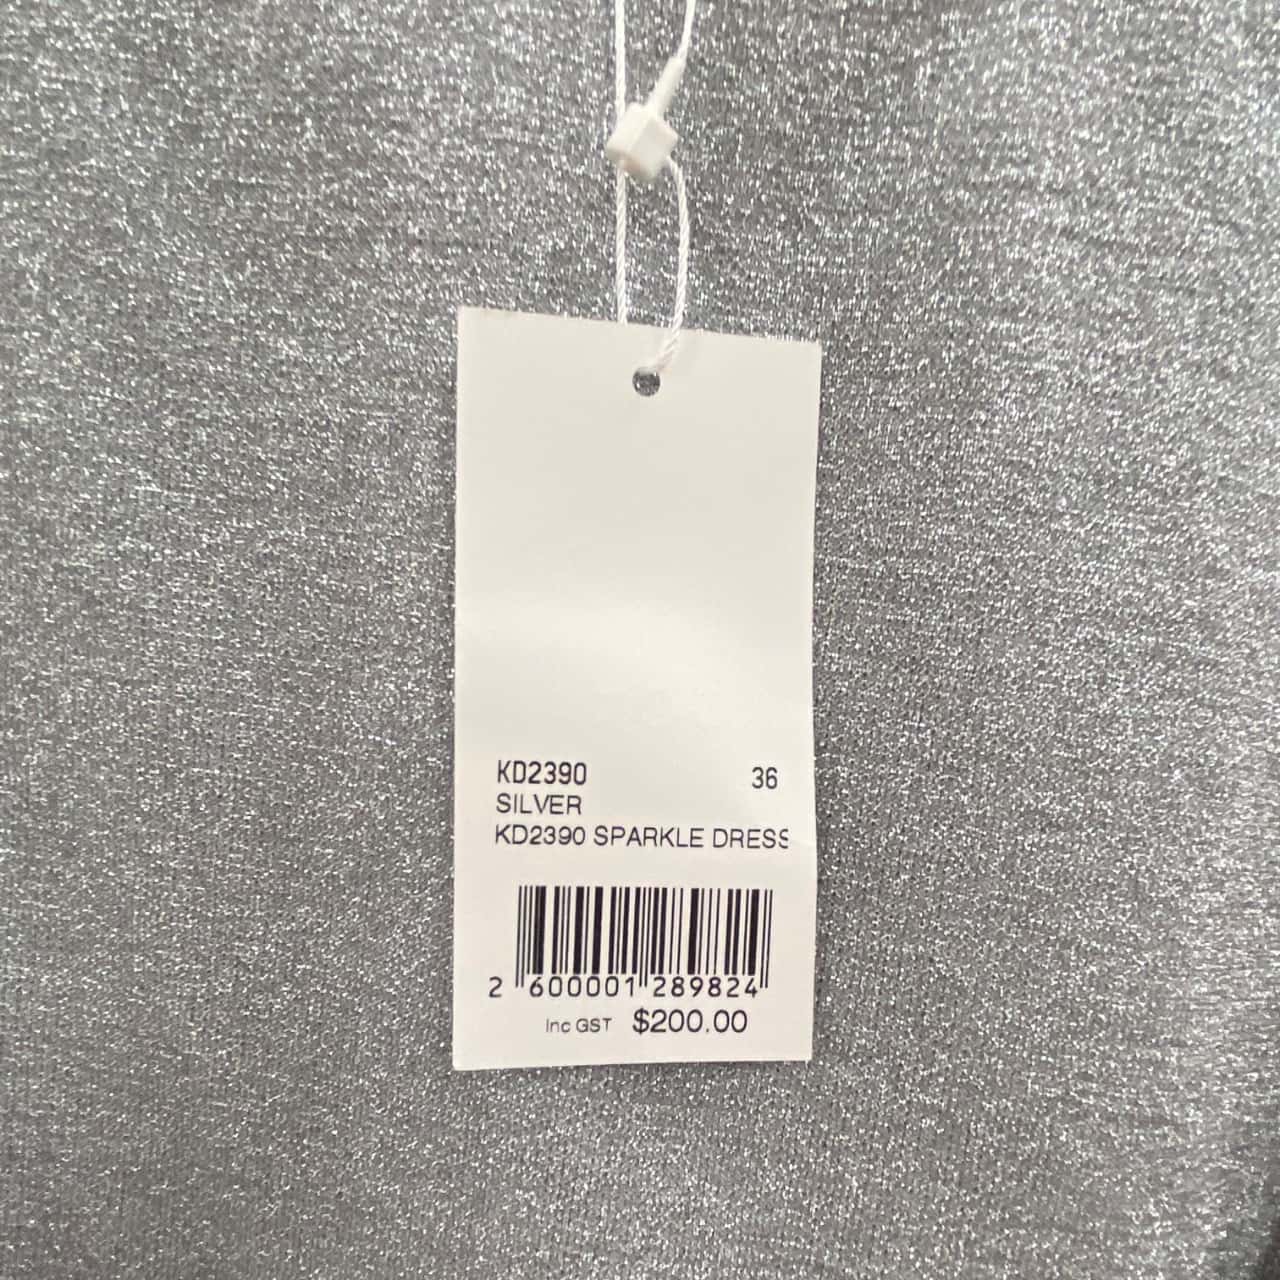 KD2390 36
SILVER
KD2390 SPARKLE DRESS
2 600001 289824
Inc GST $200.00